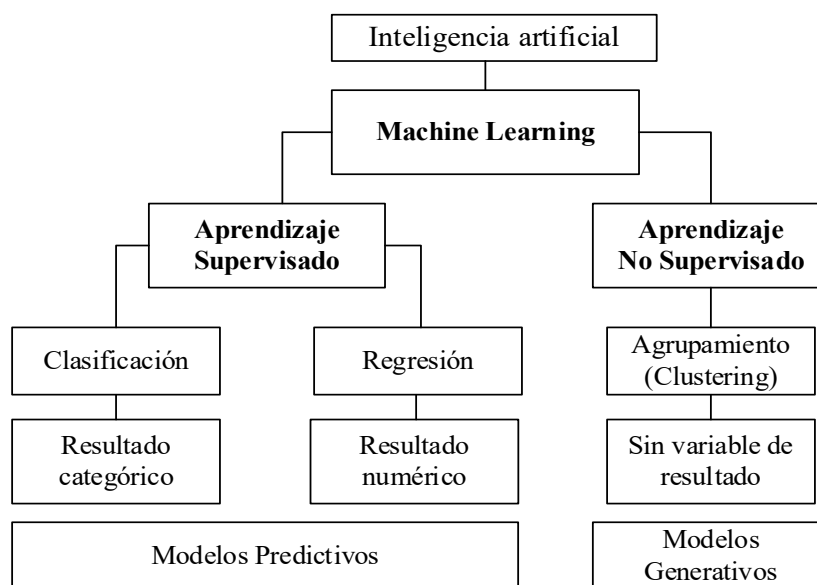 Inteligencia artificial
Machine Learning
Aprendizaje
Supervisado
Aprendizaje
No Supervisado
Clasificación
Regresión
Agrupamiento
(Clustering)
Resultado
categórico
Resultado
numérico
Sin variable de
resultado
Modelos Predictivos
Modelos
Generativos